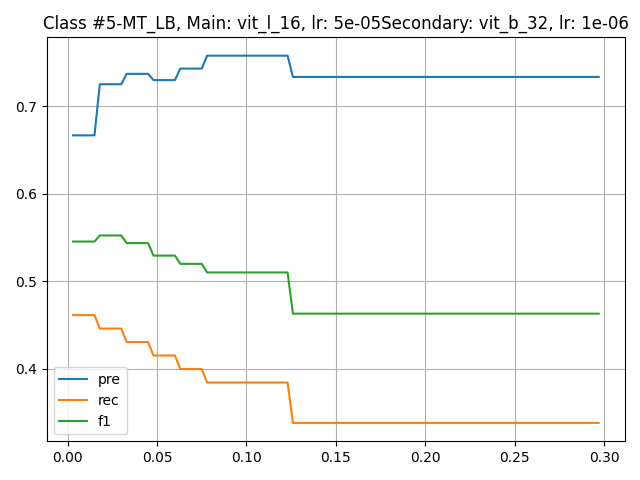 Class #5-MT_LB, Main: vit_l_16, lr: 5e-05Secondary: vit_b_32, lr: 1e-06
0.7
0.6
0.5
0.4
pre
rec
f1
0.00 0.05 0.10 0.15 0.20 0.25 0.30